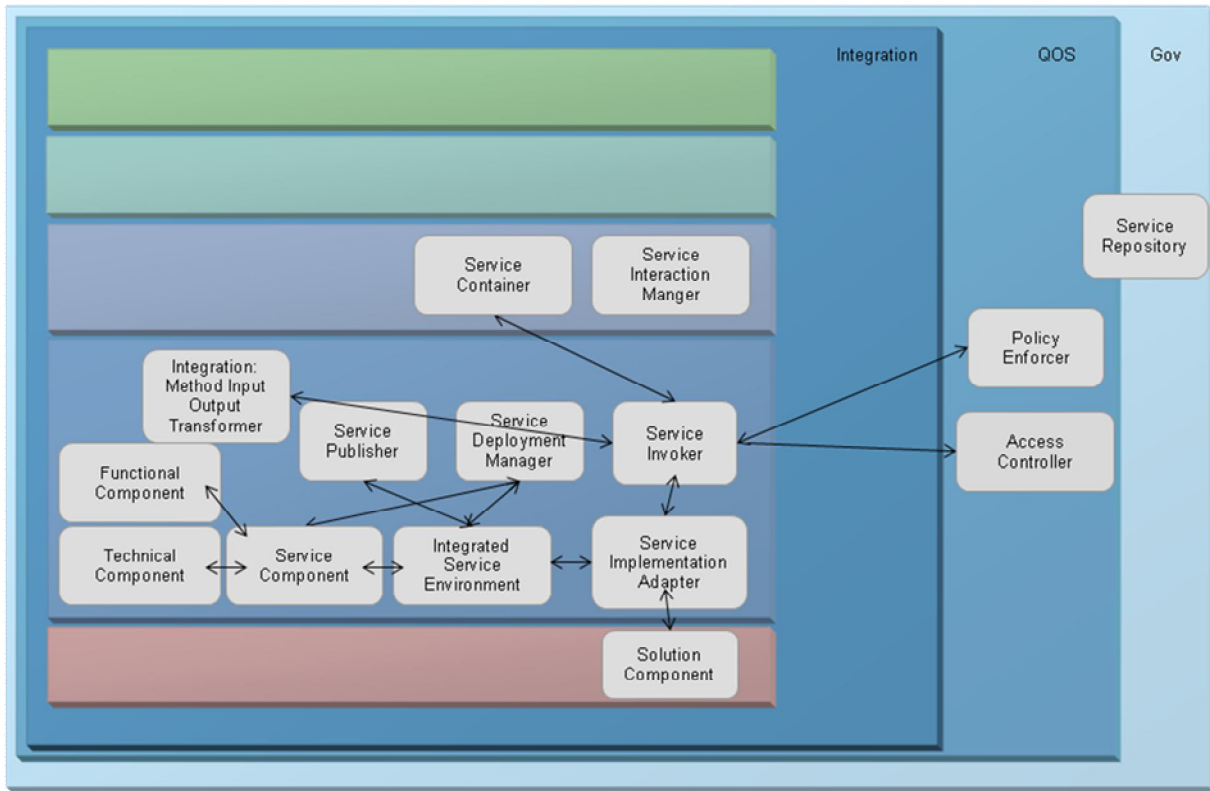 Integration
QOS
Gov
Service
Repository
Service
Container
Service
Interaction
Manger
Policy
Enforcer
Integration:
Method Input
Output
Transformer
Service
Publisher
Service
Deployment
Manager
Service
Invoker
Access
Controller
Functional
Component
Technical
Component
Service
Component
Integrated
Service
Environment
Service
Implementation
Adapter
Solution
Component